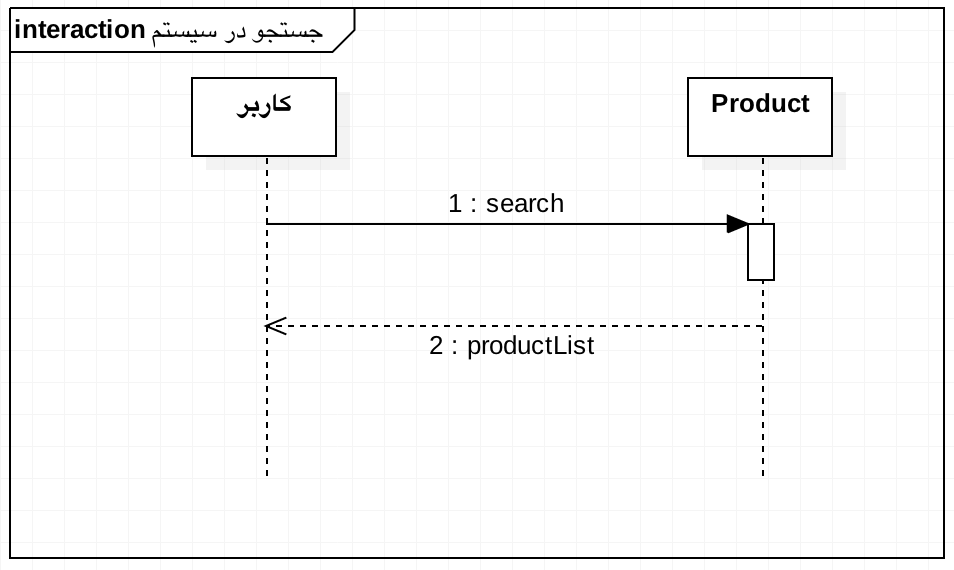 interaction جستجو در سیستم
کاربر
Product
1 : search
2 : productList